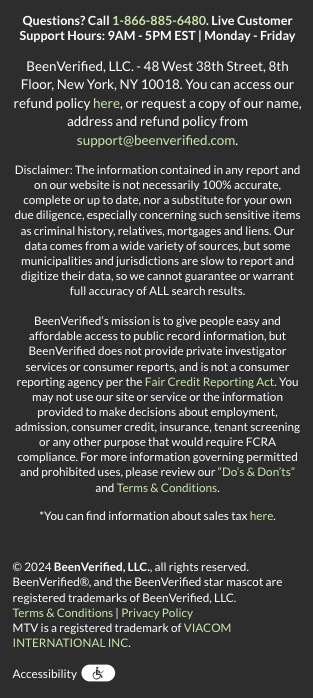 Questions? Call 1-866-885-6480. Live Customer
Support Hours: 9AM - 5PM EST | Monday - Friday
BeenVerified, LLC. - 48 West 38th Street, 8th
Floor, New York, NY 10018. You can access our
refund policy here, or request a copy of our name,
address and refund policy from
support@beenverified.com.
Disclaimer: The information contained in any report and
on our website is not necessarily 100% accurate,
complete or up to date, nor a substitute for your own
due diligence, especially concerning such sensitive items
as criminal history, relatives, mortgages and liens. Our
data comes from a wide variety of sources, but some
municipalities and jurisdictions are slow to report and
digitize their data, so we cannot guarantee or warrant
full accuracy of ALL search results.
BeenVerified's mission is to give people easy and
affordable access to public record information, but
BeenVerified does not provide private investigator
services or consumer reports, and is not a consumer
reporting agency per the Fair Credit Reporting Act. You
may not use our site or service or the information
provided to make decisions about employment,
admission, consumer credit, insurance, tenant screening
or any other purpose that would require FCRA
compliance. For more information governing permitted
and prohibited uses, please review our "Do's & Don'ts"
and Terms & Conditions.
*You can find information about sales tax here.
© 2024 BeenVerified, LLC., all rights reserved.
BeenVerified®, and the BeenVerified star mascot are
registered trademarks of BeenVerified, LLC.
Terms & Conditions | Privacy Policy
MTV is a registered trademark of VIACOM
INTERNATIONAL INC.
Accessibility